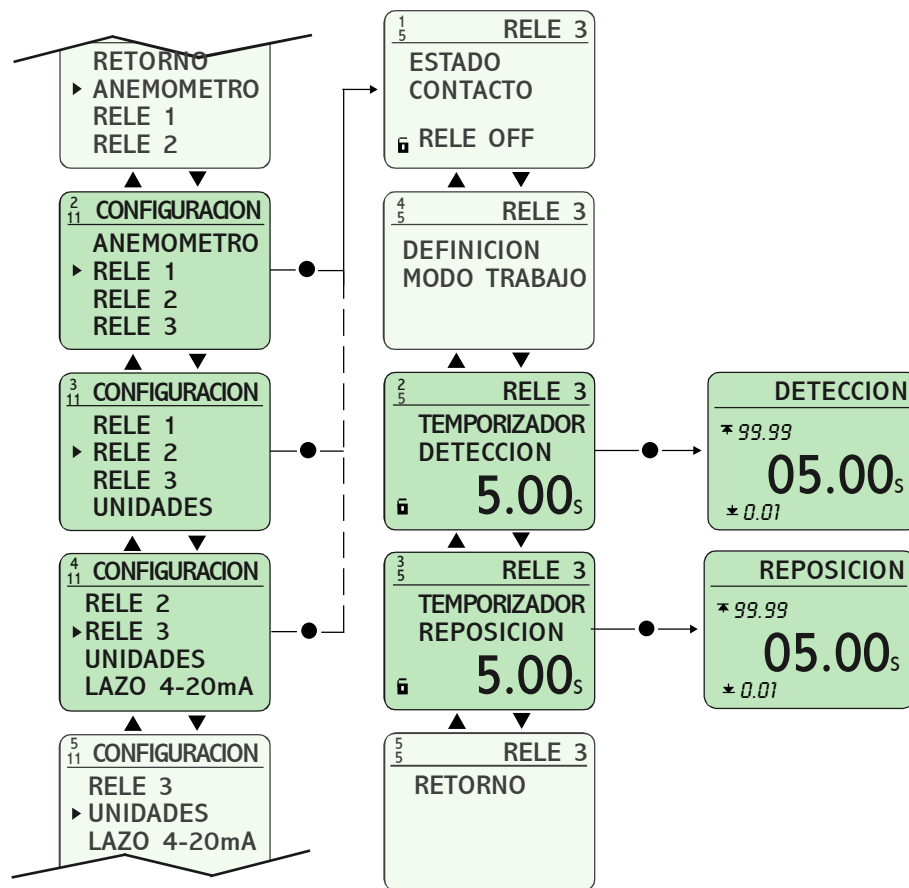 RETORNO
ANEMOMETRO
RELE 1
RELE 2
2
11 CONFIGURACION
ANEMOMETRO
RELE 1
RELE 2
RELE 3
3
11 CONFIGURACION
RELE 1
RELE 2
RELE 3
UNIDADES
4
11 CONFIGURACION
RELE 2
RELE 3
UNIDADES
LAZO 4-20mA
5
11 CONFIGURACION
RELE 3
UNIDADES
LAZO 4-20mA
1
5 RELE 3
ESTADO
CONTACTO
RELE OFF
4
5 RELE 3
DEFINICION
MODO TRABAJO
2
5 RELE 3
TEMPORIZADOR
DETECCION
5.00s
3
5 RELE 3
TEMPORIZADOR
REPOSICION
5.00s
5
5 RELE 3
RETORNO
DETECCION
99.99
05.00s
0.01
REPOSICION
99.99
05.00s
0.01